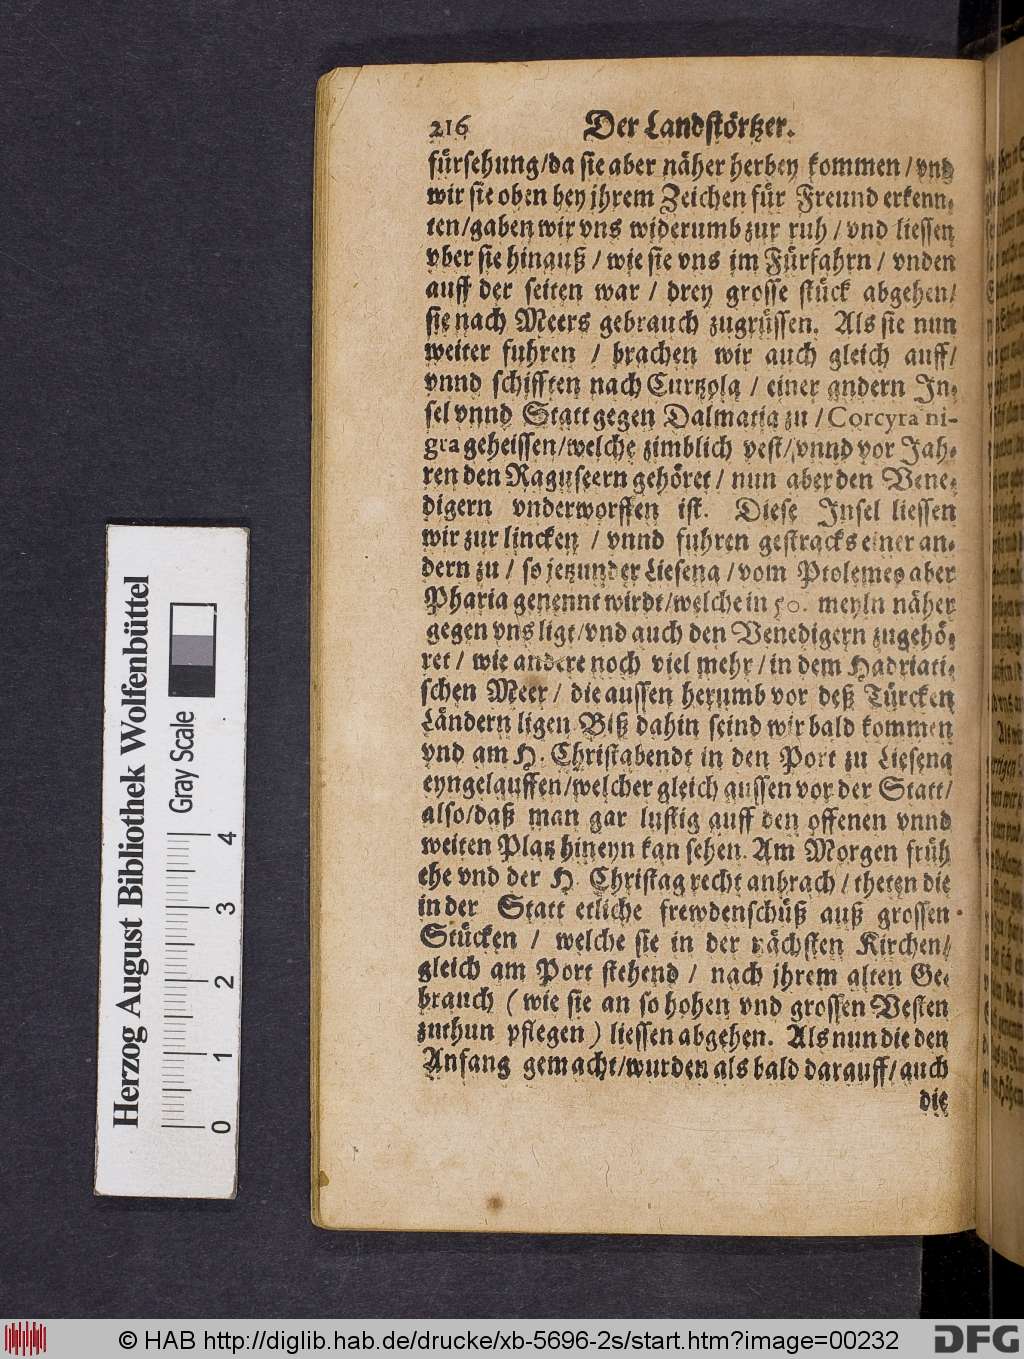 216 Der Landstörtzer.
fürsehung/da sie aber näher herbey kommen/vnd
wir sie oben bey jhrem Zeichen für Freund erkenn-
ten/gaben wir vns widerumb zur ruh/vnd liessen
vber sie hinauß/wie sie vns im Fürfahrn/vnden
auff der seiten war/drey grosse stück abgehen/
sie nach Meers gebrauch zugrüssen. Als sie nun
weiter fuhren/brachen wir auch gleich auff/
vnnd schifften nach Curtzola/einer andern In-
sel vnnd Statt gegen Dalmatia zu/Corcyra ni-
gra geheissen/welche zimblich vest/vnnd vor Jah-
ren den Raguseern gehöret/nun aber den Vene-
digern vnderworffen ist. Diese Insel liessen
wir zur lincken/vnnd fuhren gestracks einer an-
dern zu/so jetzunder Liesena/vom Ptolemeo aber
Pharia genennt wirdt/welche in 50. meyln näher
gegen vns ligt/vnd auch den Venedigern zugehö-
ret/wie andere noch viel mehr/in dem Hadriati-
schen Meer/die aussen herumb vor deß Türcken
Ländern ligen Biß dahin seind wir bald kommen
vnd am H. Christabendt in den Port zu Liesena
eyngelauffen/welcher gleich aussen vor der Statt/
also/daß man gar lustig auff den offenen vnnd
weiten Platz hineyn kan sehen. Am Morgen früh
ehe vnd der H. Christag recht anbrach/theten die
in der Statt etliche frewdenschüß auß grossen
Stücken/welche sie in der nächsten Kirchen/
gleich am Port stehend/nach jhrem alten Ge-
brauch (wie sie an so hohen vnd grossen Vesten
zuthun pflegen) liessen abgehen. Als nun die den
Anfang gemacht/wurden als bald darauff/auch
die
Herzog August Bibliothek Wolfenbüttel
Gray Scale
0 1 2 3 4
© HAB http://diglib.hab.de/drucke/xb-5696-2s/start.htm?image=00232
DFG